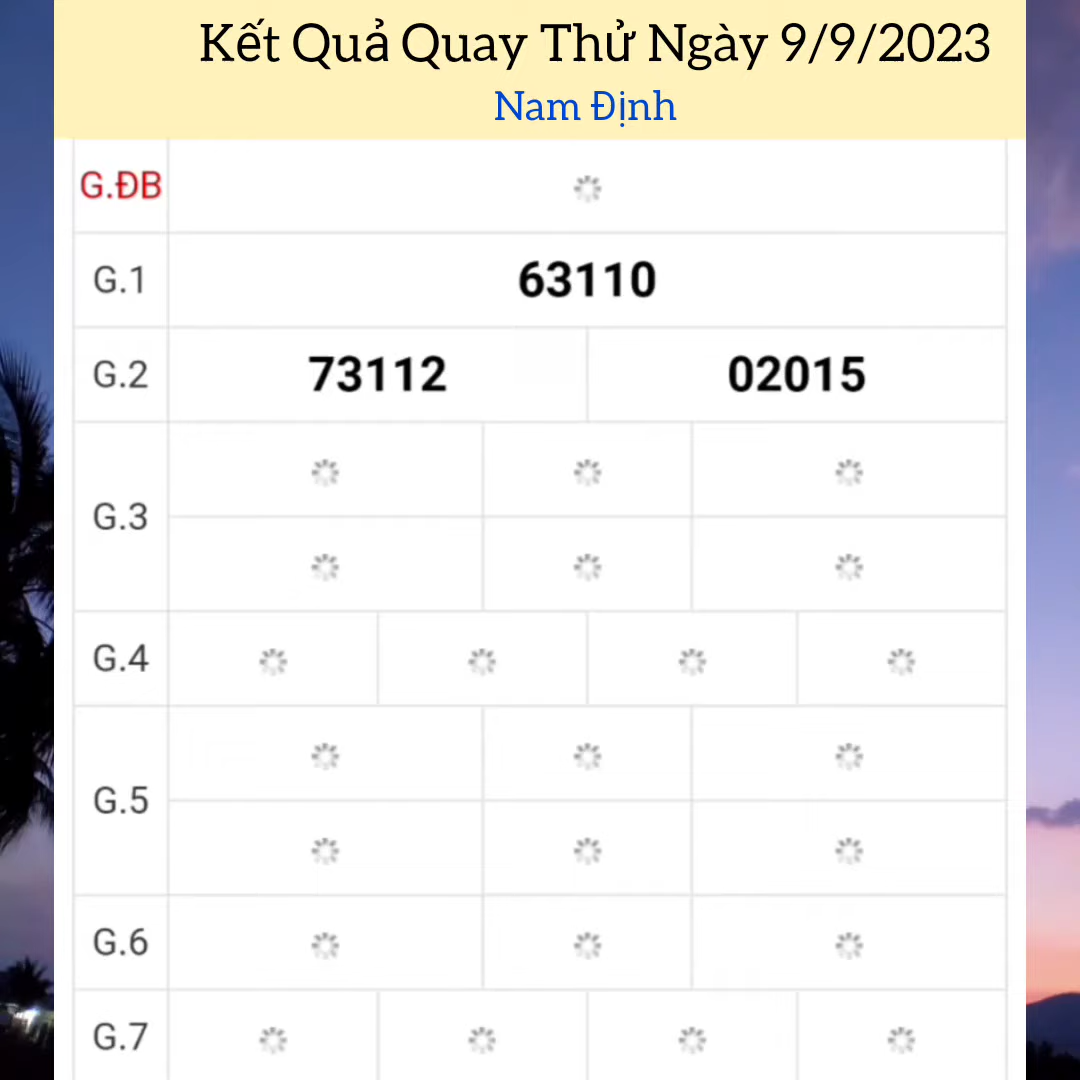 Kết Quả Quay Thử Ngày 9/9/2023
Nam Định
G.ĐB
G.1 63110
G.2 73112 02015
G.3
G.4
G.5
G.6
G.7